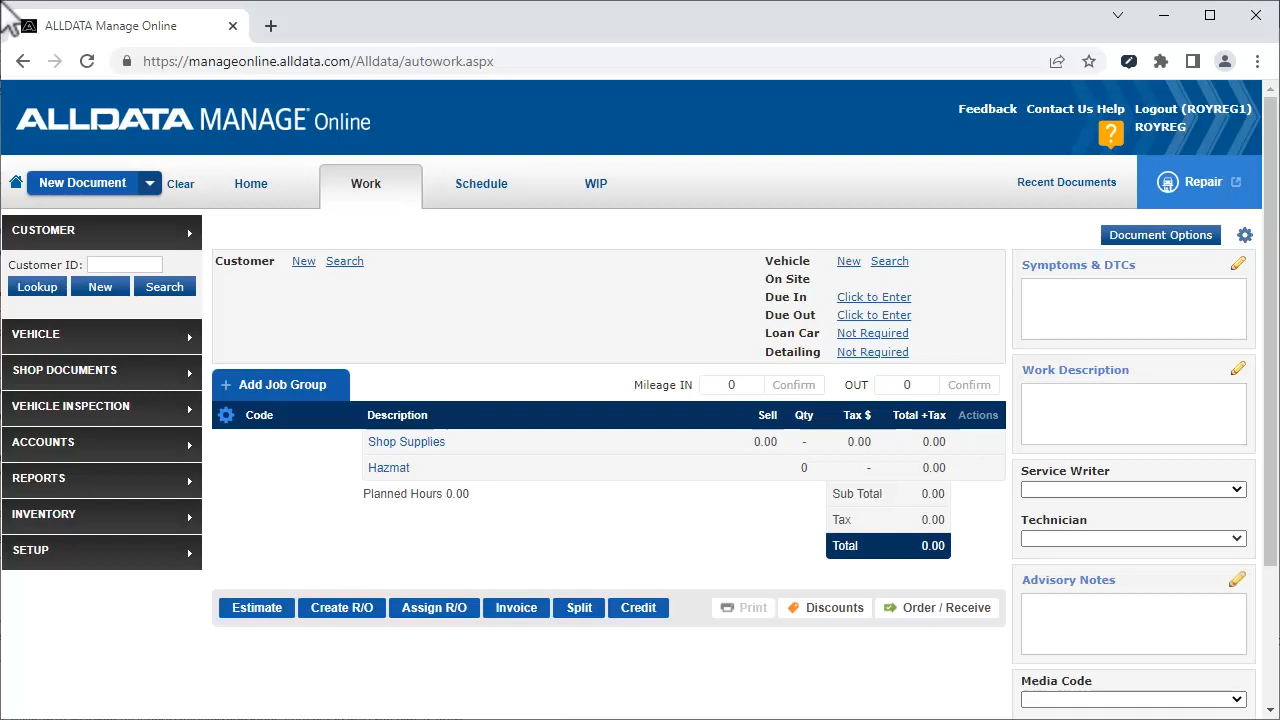 ALLDATA Manage Online
https://manageonline.alldata.com/Alldata/autowork.aspx
ALLDATA MANAGE® Online
Feedback Contact Us Help Logout (ROYREG1)
ROYREG
?
New Document Clear Home Work Schedule WIP Recent Documents Repair
CUSTOMER
Customer ID:
Lookup New Search
VEHICLE
SHOP DOCUMENTS
VEHICLE INSPECTION
ACCOUNTS
REPORTS
INVENTORY
SETUP
Document Options
Customer New Search
Vehicle New Search
On Site
Due In Click to Enter
Due Out Click to Enter
Loan Car Not Required
Detailing Not Required
+ Add Job Group Mileage IN 0 Confirm OUT 0 Confirm
Code Description Sell Qty Tax $ Total +Tax Actions
Shop Supplies 0.00 - 0.00 0.00
Hazmat 0 - 0.00
Planned Hours 0.00 Sub Total 0.00
Tax 0.00
Total 0.00
Estimate Create R/O Assign R/O Invoice Split Credit Print Discounts Order / Receive
Symptoms & DTCs
Work Description
Service Writer
Technician
Advisory Notes
Media Code